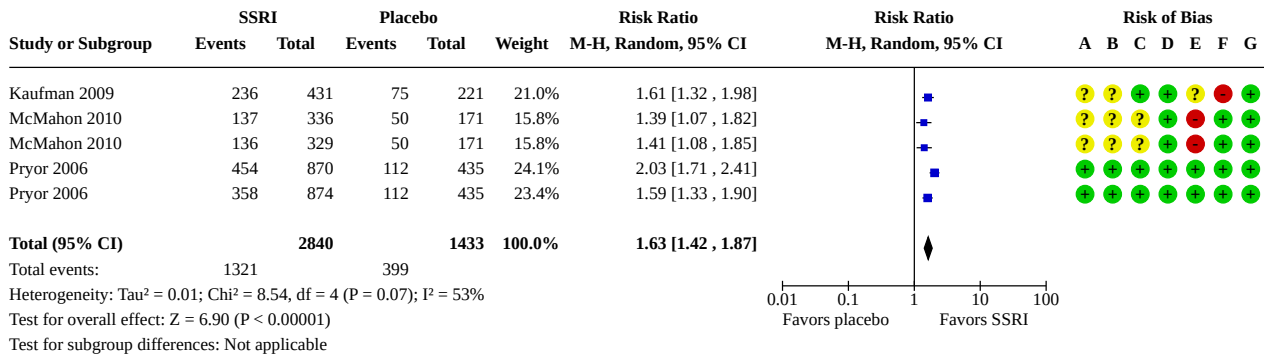 SSRI Placebo Risk Ratio Risk Ratio Risk of Bias
Study or Subgroup Events Total Events Total Weight M-H, Random, 95% CI M-H, Random, 95% CI A B C D E F G
Kaufman 2009 236 431 75 221 21.0% 1.61 [1.32 , 1.98] ? ? + + ? - +
McMahon 2010 137 336 50 171 15.8% 1.39 [1.07 , 1.82] ? ? ? + - + +
McMahon 2010 136 329 50 171 15.8% 1.41 [1.08 , 1.85] ? ? ? + - + +
Pryor 2006 454 870 112 435 24.1% 2.03 [1.71 , 2.41] + + + + + + +
Pryor 2006 358 874 112 435 23.4% 1.59 [1.33 , 1.90] + + + + + + +
Total (95% CI) 2840 1433 100.0% 1.63 [1.42 , 1.87]
Total events: 1321 399
Heterogeneity: Tau² = 0.01; Chi² = 8.54, df = 4 (P = 0.07); I² = 53%
0.01 0.1 1 10 100
Test for overall effect: Z = 6.90 (P < 0.00001)
Favors placebo Favors SSRI
Test for subgroup differences: Not applicable